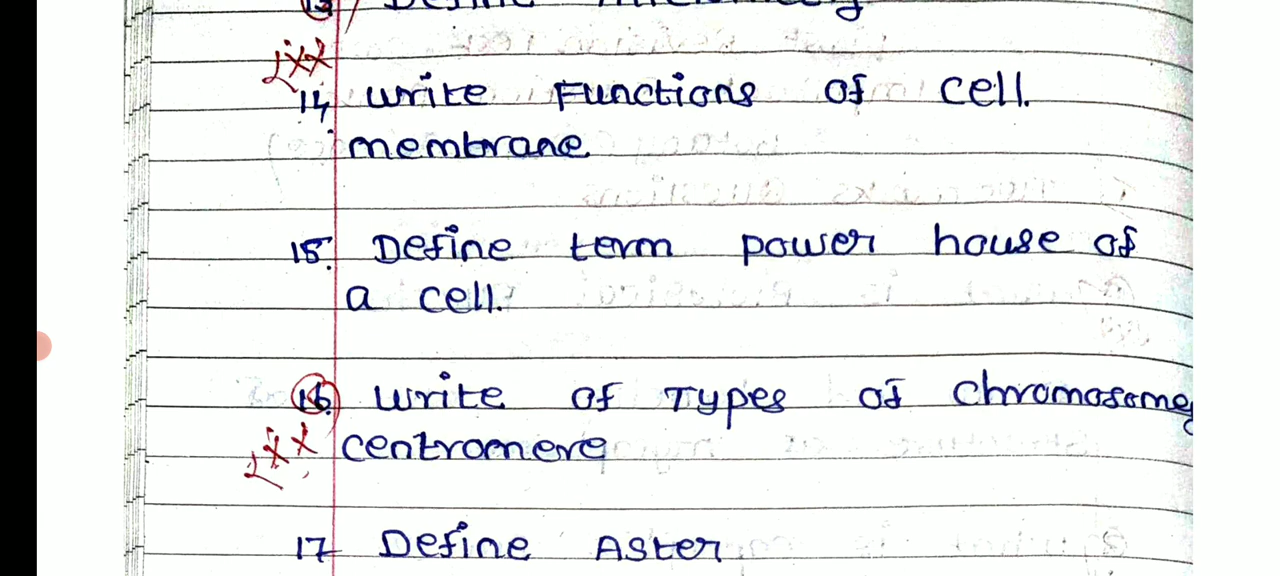 14, write Functions of cell.
membrane.
15. Define term power house of
a cell.
16. write of Types of chromosome
centromere
17 Define Aster